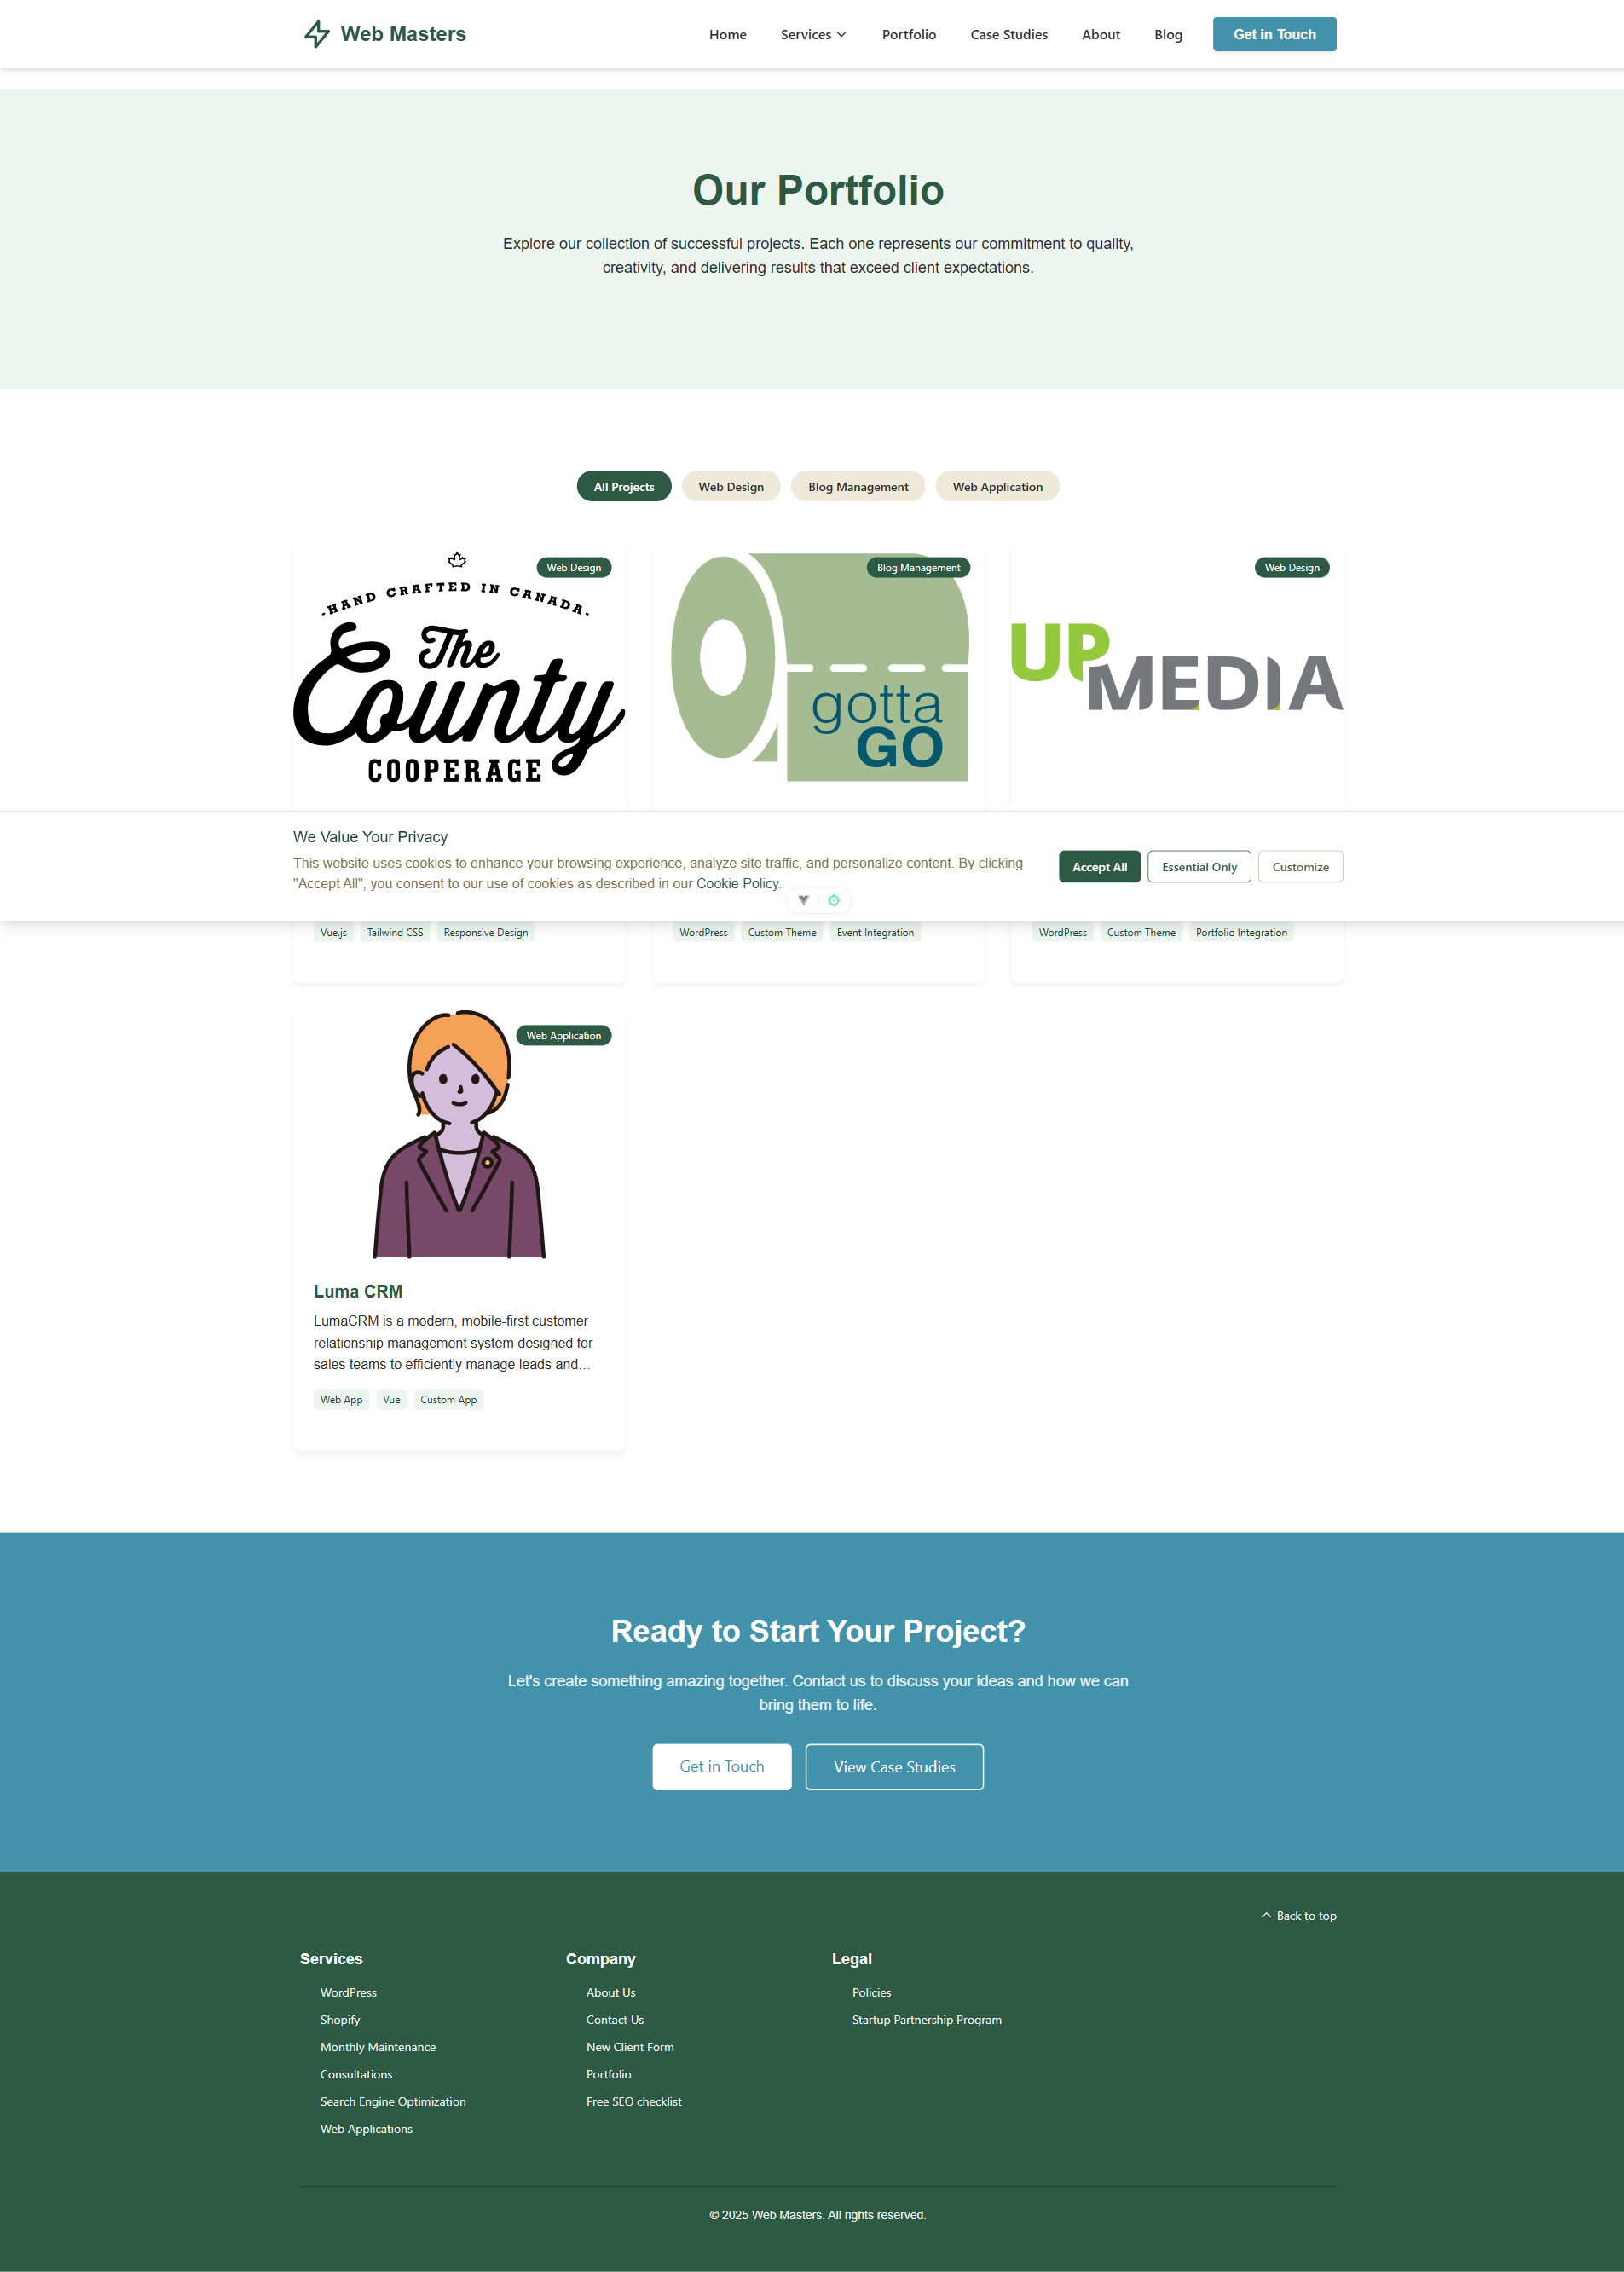 Web Masters
Home
Services
Portfolio
Case Studies
About
Blog
Get in Touch
Our Portfolio
Explore our collection of successful projects. Each one represents our commitment to quality,
creativity, and delivering results that exceed client expectations.
All Projects
Web Design
Blog Management
Web Application
Web Design
-HAND CRAFTED IN CANADA-
The
County
COOPERAGE
Blog Management
gotta
GO
Web Design
UP
MEDIA
We Value Your Privacy
This website uses cookies to enhance your browsing experience, analyze site traffic, and personalize content. By clicking
"Accept All", you consent to our use of cookies as described in our Cookie Policy.
Accept All
Essential Only
Customize
Vue.js
Tailwind CSS
Responsive Design
WordPress
Custom Theme
Event Integration
WordPress
Custom Theme
Portfolio Integration
Web Application
Luma CRM
LumaCRM is a modern, mobile-first customer
relationship management system designed for
sales teams to efficiently manage leads and…
Web App
Vue
Custom App
Ready to Start Your Project?
Let's create something amazing together. Contact us to discuss your ideas and how we can
bring them to life.
Get in Touch
View Case Studies
Back to top
Services
WordPress
Shopify
Monthly Maintenance
Consultations
Search Engine Optimization
Web Applications
Company
About Us
Contact Us
New Client Form
Portfolio
Free SEO checklist
Legal
Policies
Startup Partnership Program
© 2025 Web Masters. All rights reserved.